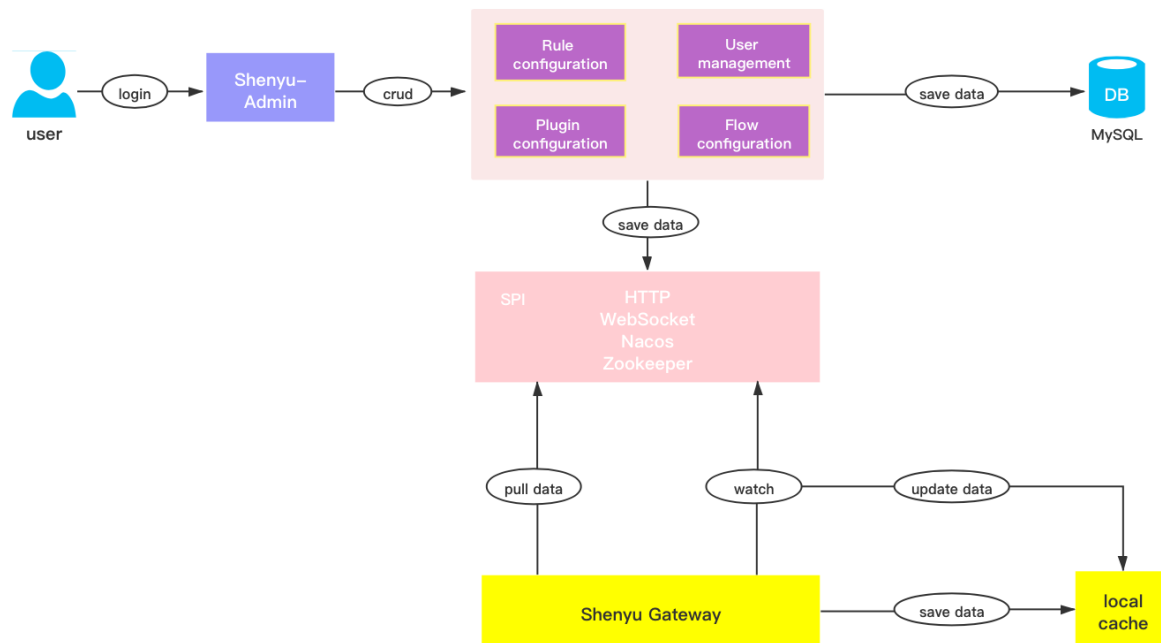 Rule
configuration
User
management
login
Shenyu-
Admin
crud
save data
DB
user
Plugin
configuration
Flow
configuration
MySQL
save data
SPI
HTTP
WebSocket
Nacos
Zookeeper
pull data
watch
update data
Shenyu Gateway
save data
local
cache